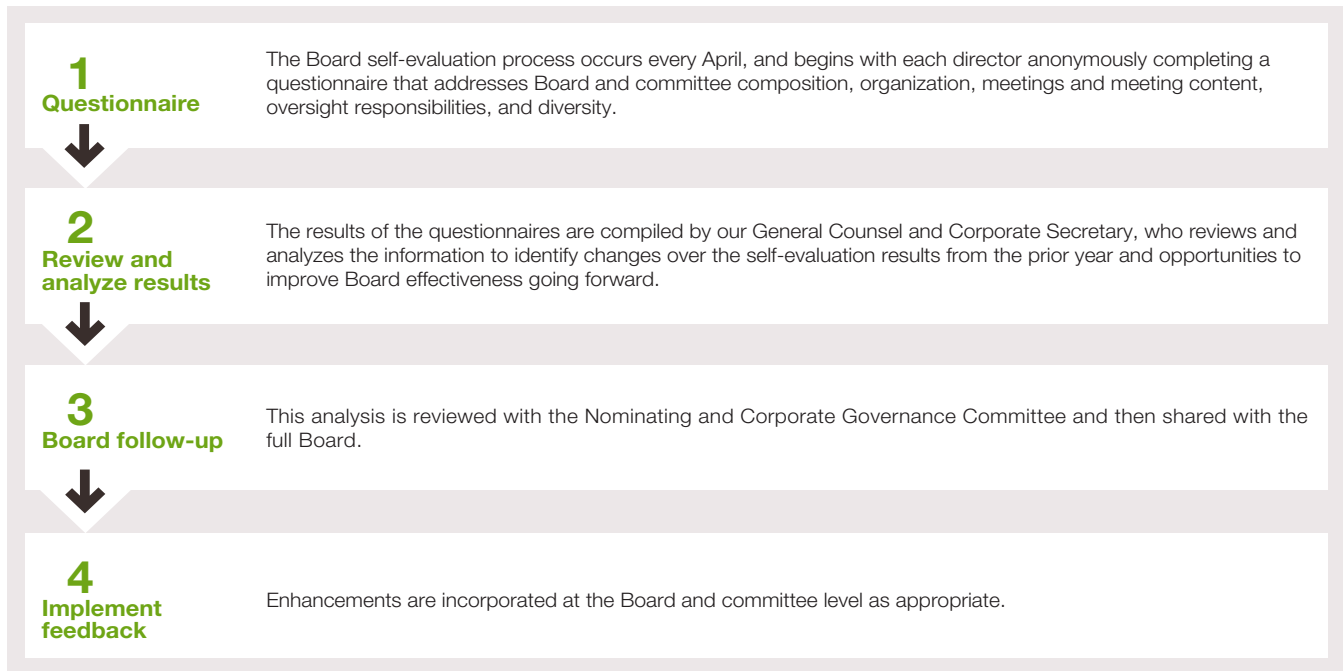 1
Questionnaire
The Board self-evaluation process occurs every April, and begins with each director anonymously completing a
questionnaire that addresses Board and committee composition, organization, meetings and meeting content,
oversight responsibilities, and diversity.
2
Review and
analyze results
The results of the questionnaires are compiled by our General Counsel and Corporate Secretary, who reviews and
analyzes the information to identify changes over the self-evaluation results from the prior year and opportunities to
improve Board effectiveness going forward.
3
Board follow-up
This analysis is reviewed with the Nominating and Corporate Governance Committee and then shared with the
full Board.
4
Implement
feedback
Enhancements are incorporated at the Board and committee level as appropriate.